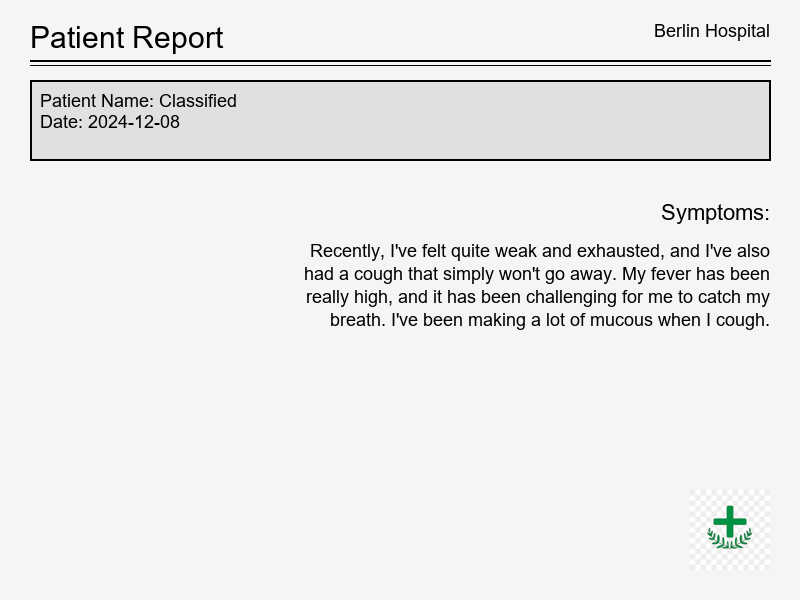 Patient Report
Berlin Hospital
Patient Name: Classified
Date: 2024-12-08
Symptoms:
Recently, I've felt quite weak and exhausted, and I've also
had a cough that simply won't go away. My fever has been
really high, and it has been challenging for me to catch my
breath. I've been making a lot of mucous when I cough.